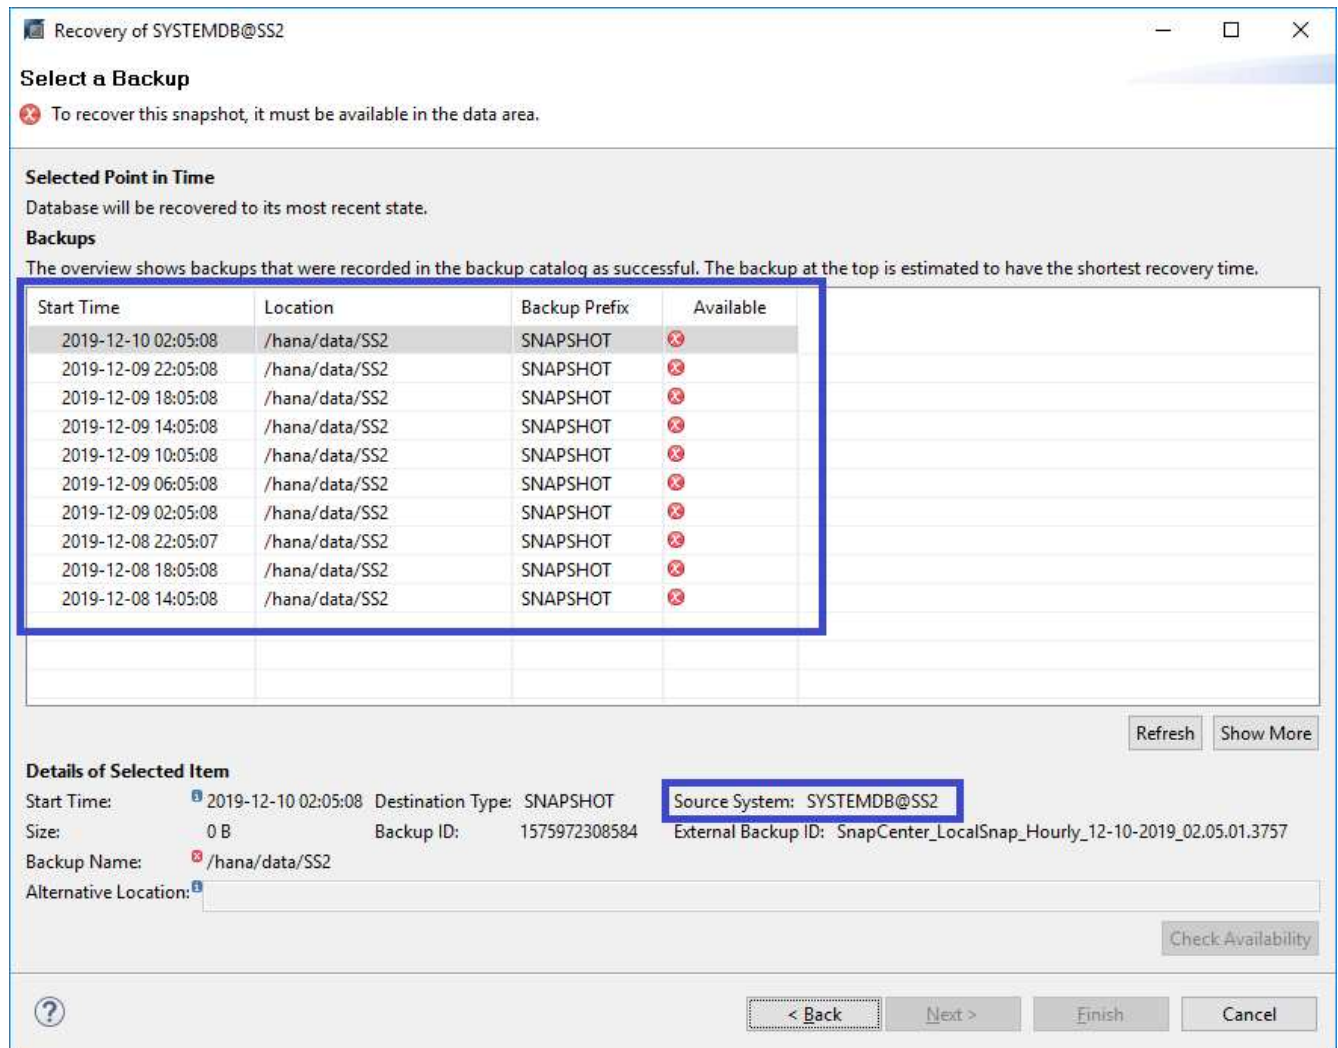 Recovery of SYSTEMDB@SS2
Select a Backup
To recover this snapshot, it must be available in the data area.
Selected Point in Time
Database will be recovered to its most recent state.
Backups
The overview shows backups that were recorded in the backup catalog as successful. The backup at the top is estimated to have the shortest recovery time.
Start Time Location Backup Prefix Available
2019-12-10 02:05:08 /hana/data/SS2 SNAPSHOT
2019-12-09 22:05:08 /hana/data/SS2 SNAPSHOT
2019-12-09 18:05:08 /hana/data/SS2 SNAPSHOT
2019-12-09 14:05:08 /hana/data/SS2 SNAPSHOT
2019-12-09 10:05:08 /hana/data/SS2 SNAPSHOT
2019-12-09 06:05:08 /hana/data/SS2 SNAPSHOT
2019-12-09 02:05:08 /hana/data/SS2 SNAPSHOT
2019-12-08 22:05:07 /hana/data/SS2 SNAPSHOT
2019-12-08 18:05:08 /hana/data/SS2 SNAPSHOT
2019-12-08 14:05:08 /hana/data/SS2 SNAPSHOT
Refresh Show More
Details of Selected Item
Start Time: 2019-12-10 02:05:08 Destination Type: SNAPSHOT Source System: SYSTEMDB@SS2
Size: 0 B Backup ID: 1575972308584 External Backup ID: SnapCenter_LocalSnap_Hourly_12-10-2019_02.05.01.3757
Backup Name: /hana/data/SS2
Alternative Location:
Check Availability
? < Back Next > Finish Cancel